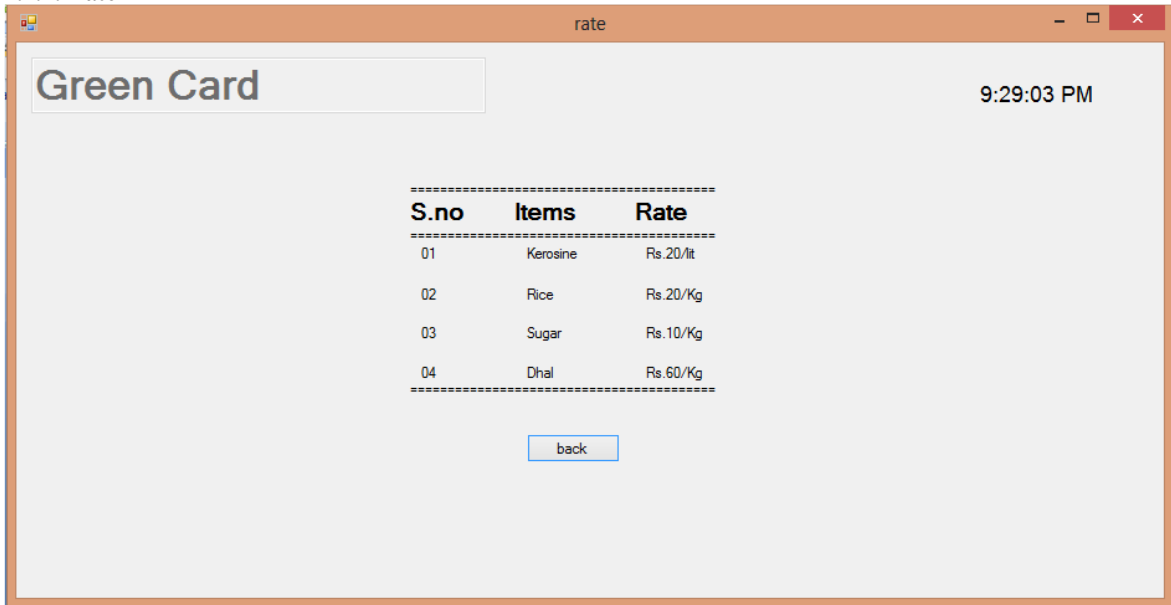 rate
Green Card
9:29:03 PM
=========================================
S.no Items Rate
=========================================
01 Kerosine Rs.20/lit
02 Rice Rs.20/Kg
03 Sugar Rs.10/Kg
04 Dhal Rs.60/Kg
=========================================
back